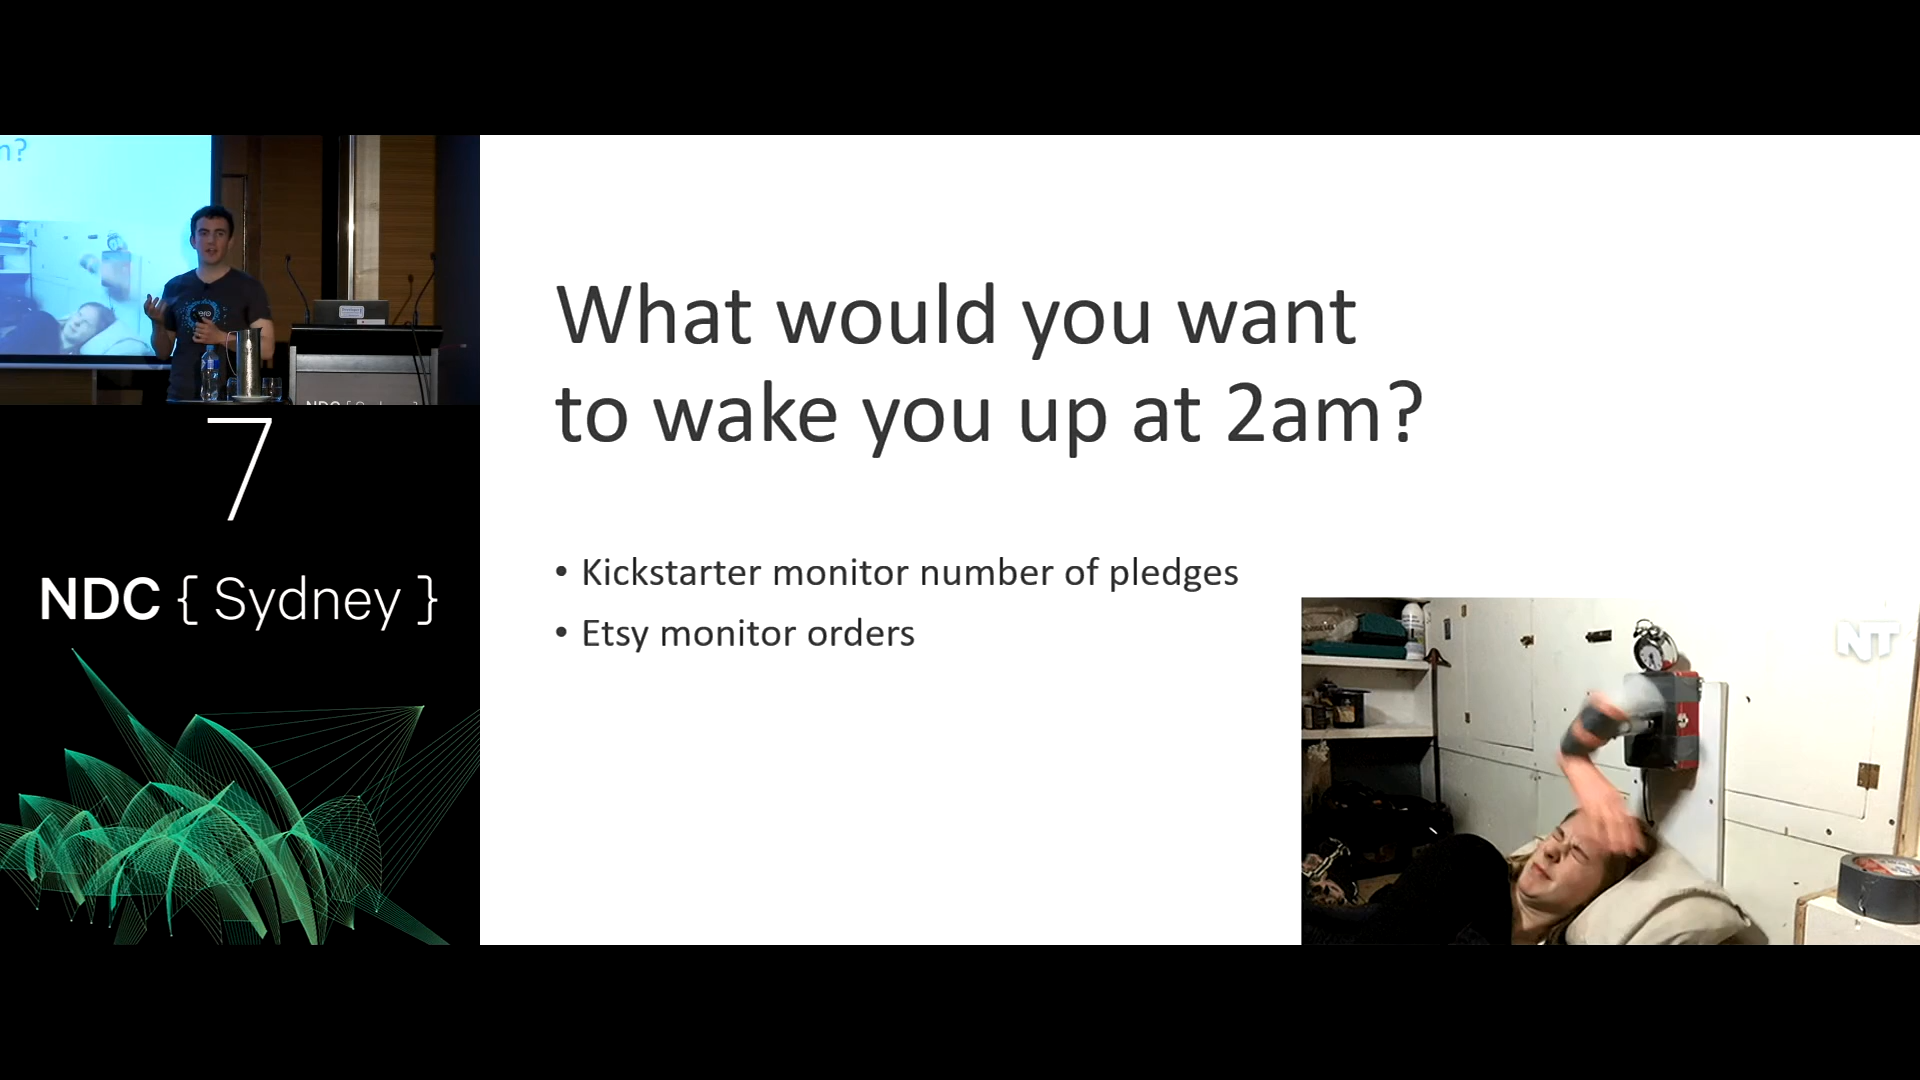 m?
7
NDC { Sydney }
What would you want
to wake you up at 2am?
• Kickstarter monitor number of pledges
• Etsy monitor orders
NT